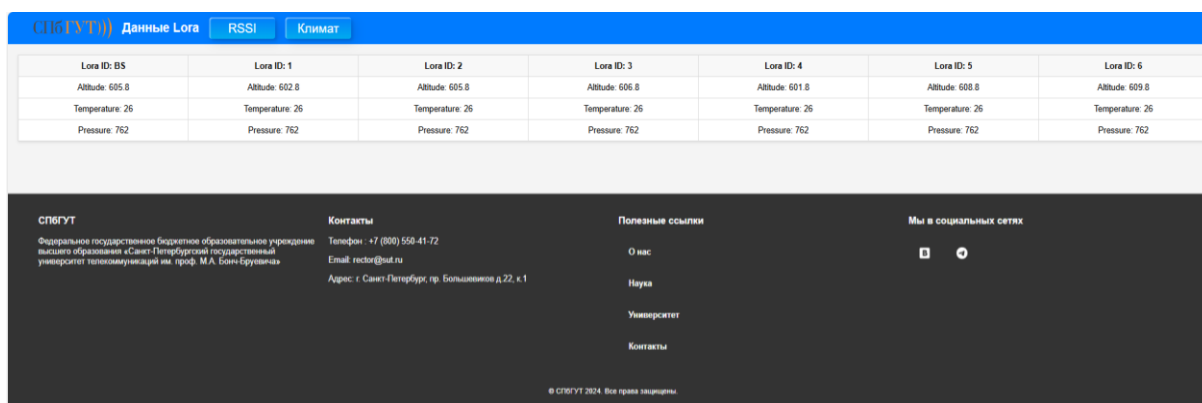 СПбГУТ))) Данные Lora RSSI Климат
Lora ID: BS Lora ID: 1 Lora ID: 2 Lora ID: 3 Lora ID: 4 Lora ID: 5 Lora ID: 6
Altitude: 605.8 Altitude: 602.8 Altitude: 605.8 Altitude: 606.8 Altitude: 601.8 Altitude: 608.8 Altitude: 609.8
Temperature: 26 Temperature: 26 Temperature: 26 Temperature: 26 Temperature: 26 Temperature: 26 Temperature: 26
Pressure: 762 Pressure: 762 Pressure: 762 Pressure: 762 Pressure: 762 Pressure: 762 Pressure: 762
СПбГУТ
Федеральное государственное бюджетное образовательное учреждение
высшего образования «Санкт-Петербургский государственный
университет телекоммуникаций им. проф. М.А. Бонч-Бруевича»
Контакты
Телефон : +7 (800) 550-41-72
Email: rector@sut.ru
Адрес: г. Санкт-Петербург, пр. Большевиков д.22, к.1
Полезные ссылки
О нас
Наука
Университет
Контакты
Мы в социальных сетях
© СПбГУТ 2024. Все права защищены.